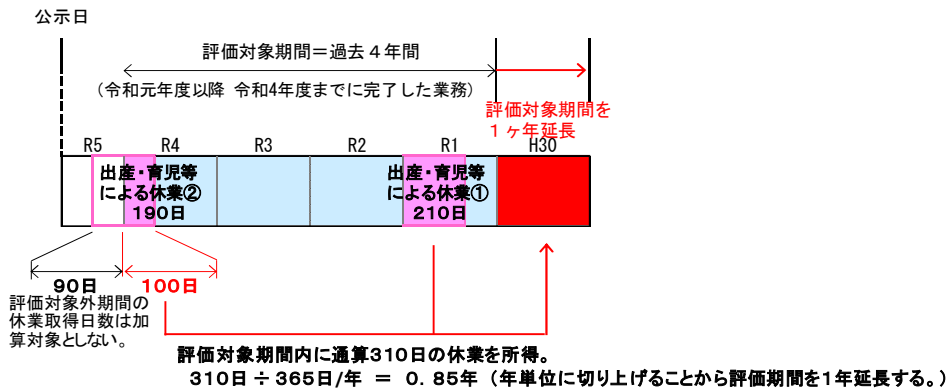 公示日
評価対象期間＝過去４年間
(令和元年度以降 令和4年度までに完了した業務)
評価対象期間を
１ヶ年延長
R5 R4 R3 R2 R1 H30
出産・育児等
による休業②
190日
出産・育児等
による休業①
210日
90日
100日
評価対象外期間の
休業取得日数は加
算対象としない。
評価対象期間内に通算310日の休業を所得。
310日÷365日/年 ＝ 0.85年（年単位に切り上げることから評価期間を1年延長する。）